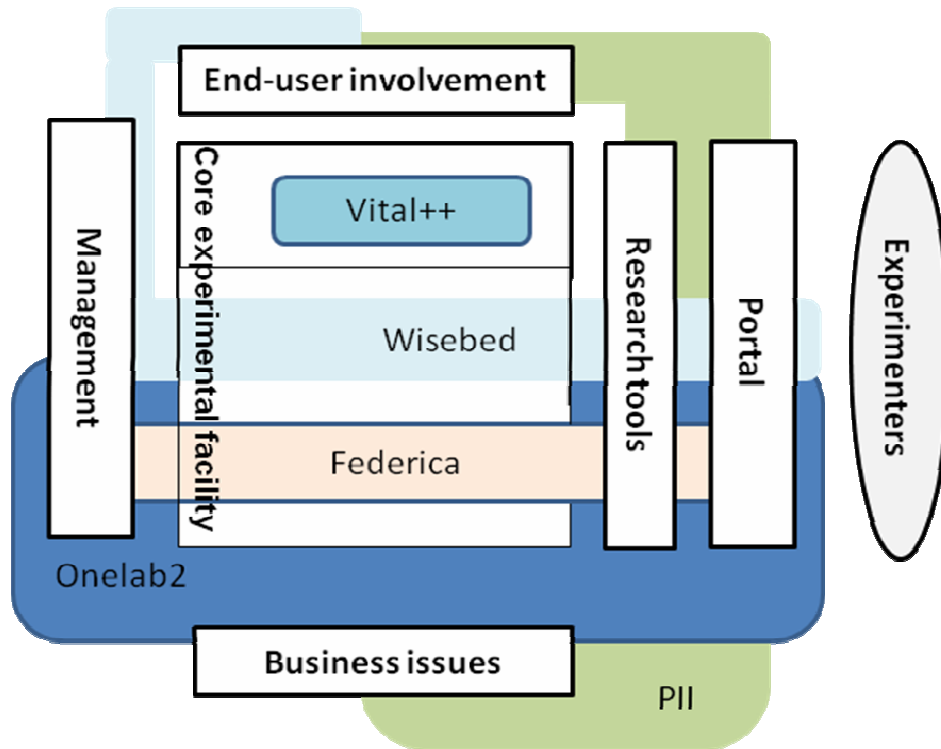 End-user involvement
Core experimental facility
Vital++
Management
Research tools
Portal
Experimenters
Wisebed
Federica
Onelab2
Business issues
PII